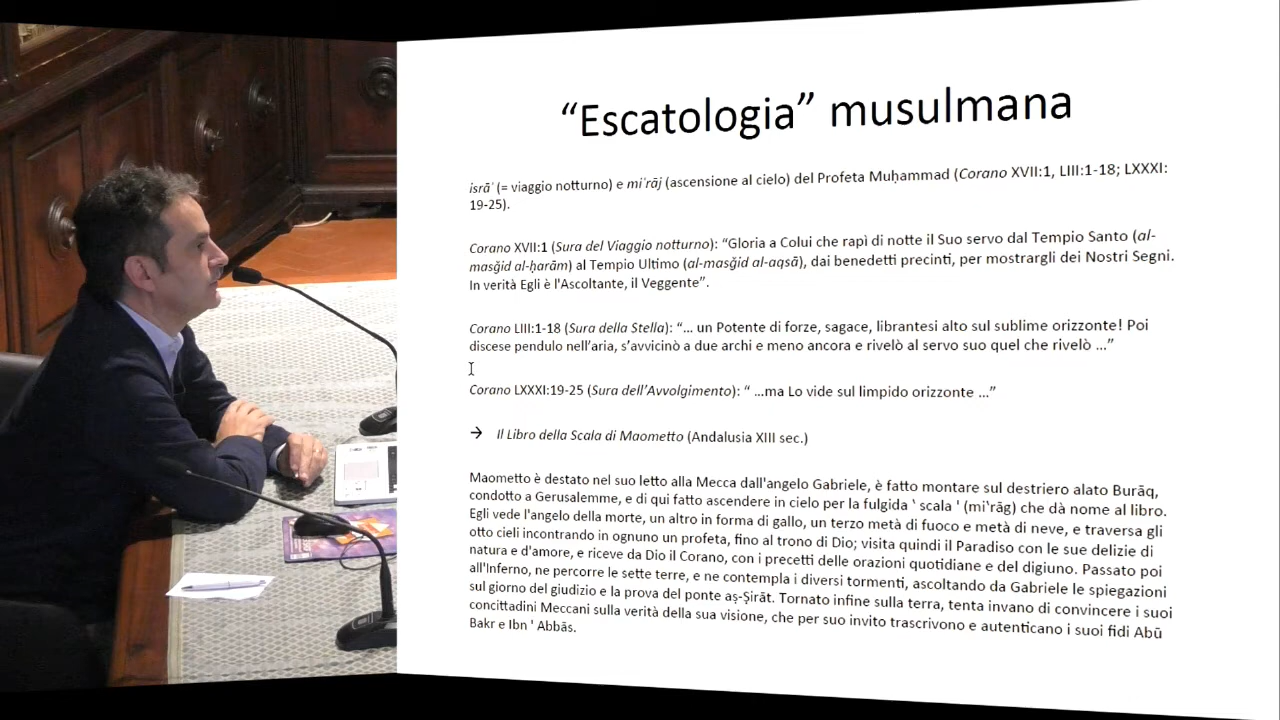 “Escatologia” musulmana
isrā’ (= viaggio notturno) e mi‘rāj (ascensione al cielo) del Profeta Muḥammad (Corano XVII:1, LIII:1-18; LXXXI:
19-25).
Corano XVII:1 (Sura del Viaggio notturno): “Gloria a Colui che rapì di notte il Suo servo dal Tempio Santo (al-
masğid al-ḥarām) al Tempio Ultimo (al-masğid al-aqsā), dai benedetti precinti, per mostrargli dei Nostri Segni.
In verità Egli è l'Ascoltante, il Veggente”.
Corano LIII:1-18 (Sura della Stella): “... un Potente di forze, sagace, librantesi alto sul sublime orizzonte! Poi
discese pendulo nell’aria, s’avvicinò a due archi e meno ancora e rivelò al servo suo quel che rivelò ...”
Corano LXXXI:19-25 (Sura dell’Avvolgimento): “ ...ma Lo vide sul limpido orizzonte ...”
→ Il Libro della Scala di Maometto (Andalusia XIII sec.)
Maometto è destato nel suo letto alla Mecca dall'angelo Gabriele, è fatto montare sul destriero alato Burāq,
condotto a Gerusalemme, e di qui fatto ascendere in cielo per la fulgida ‘ scala ' (mi‘rāg) che dà nome al libro.
Egli vede l'angelo della morte, un altro in forma di gallo, un terzo metà di fuoco e metà di neve, e traversa gli
otto cieli incontrando in ognuno un profeta, fino al trono di Dio; visita quindi il Paradiso con le sue delizie di
natura e d'amore, e riceve da Dio il Corano, con i precetti delle orazioni quotidiane e del digiuno. Passato poi
all'Inferno, ne percorre le sette terre, e ne contempla i diversi tormenti, ascoltando da Gabriele le spiegazioni
sul giorno del giudizio e la prova del ponte aṣ-Ṣirāt. Tornato infine sulla terra, tenta invano di convincere i suoi
concittadini Meccani sulla verità della sua visione, che per suo invito trascrivono e autenticano i suoi fidi Abū
Bakr e Ibn ' Abbās.